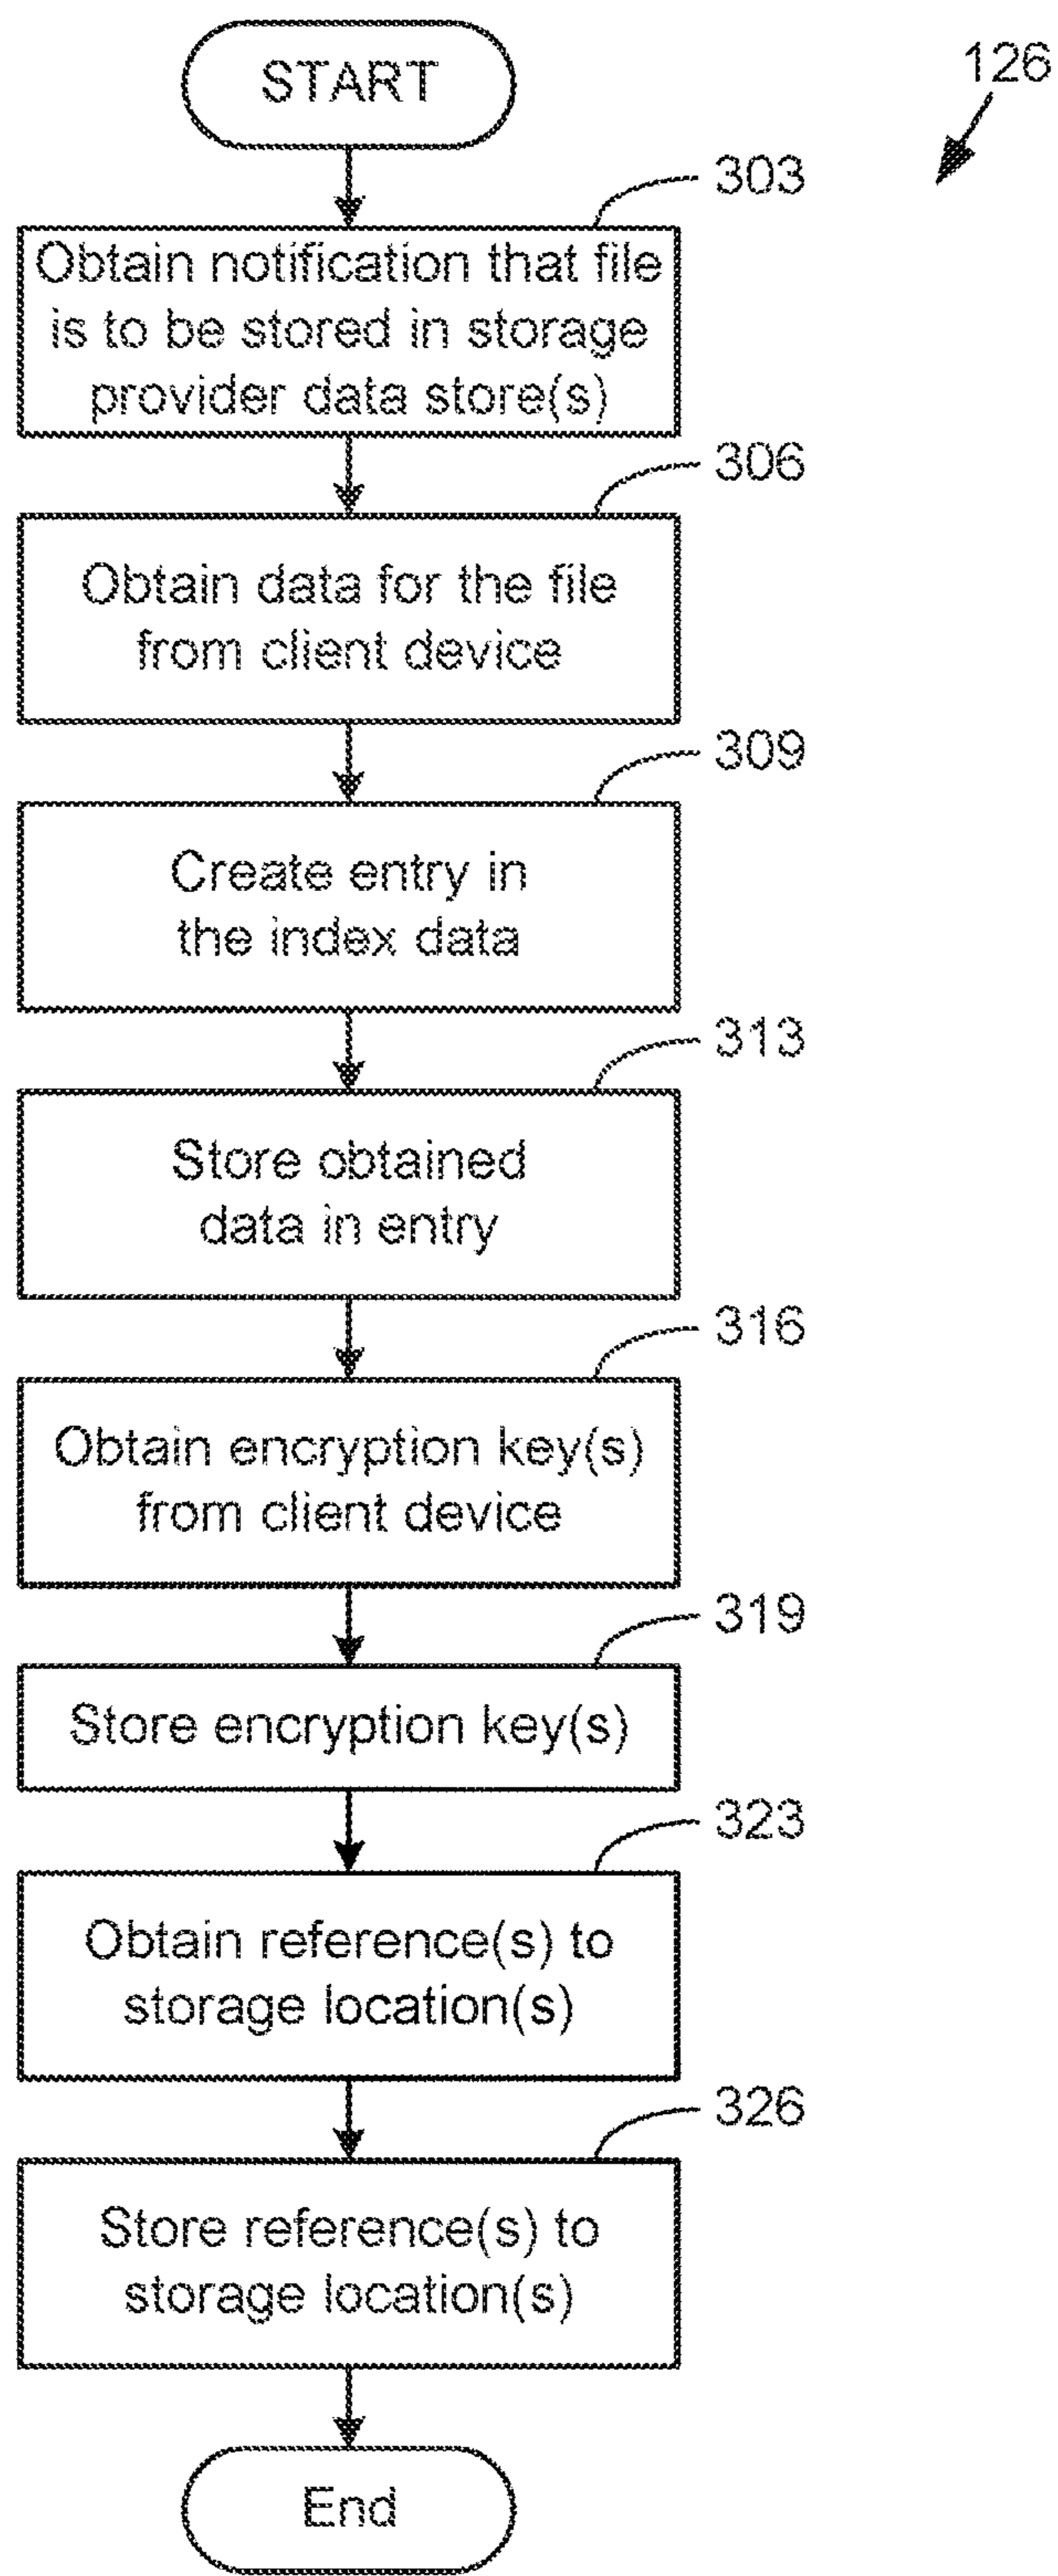 START
126
303
Obtain notification that file
is to be stored in storage
provider data store(s)
306
Obtain data for the file
from client device
309
Create entry in
the index data
313
Store obtained
data in entry
316
Obtain encryption key(s)
from client device
319
Store encryption key(s)
323
Obtain reference(s) to
storage location(s)
326
Store reference(s) to
storage location(s)
End